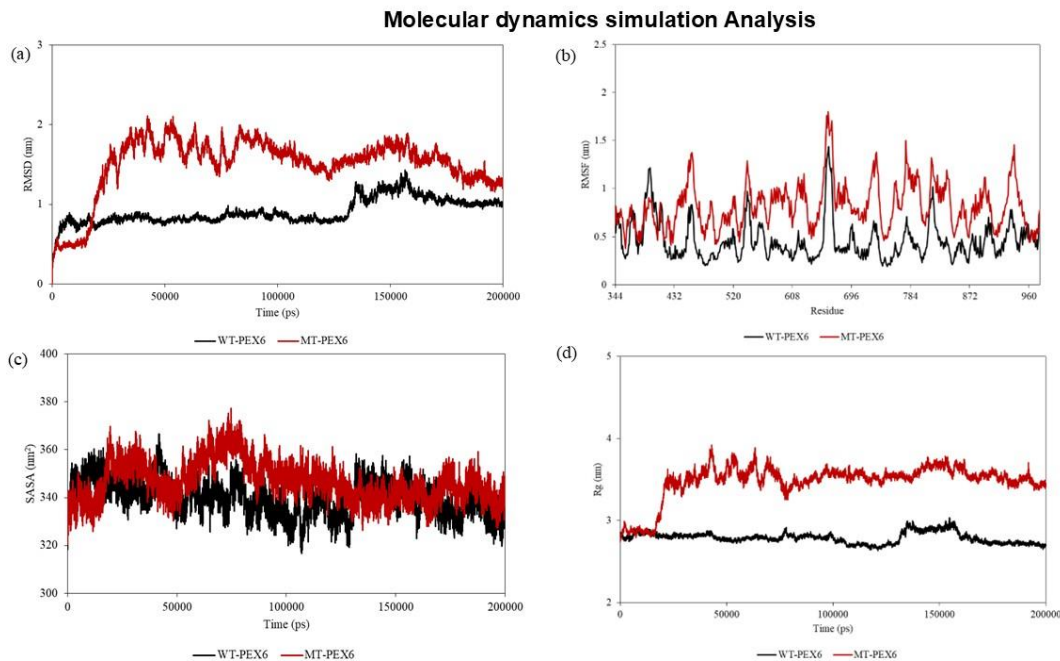 Molecular dynamics simulation Analysis
(a)
3
2
1
0
RMSD (nm)
0 50000 100000 150000 200000
Time (ps)
WT-PEX6 MT-PEX6
(b)
2.5
2
1.5
1
0.5
0
RMSF (nm)
344 432 520 608 696 784 872 960
Residue
WT-PEX6 MT-PEX6
(c)
400
380
360
340
320
300
SASA (nm²)
0 50000 100000 150000 200000
Time (ps)
WT-PEX6 MT-PEX6
(d)
5
4
3
2
Rg (nm)
0 50000 100000 150000 200000
Time (ps)
WT-PEX6 MT-PEX6